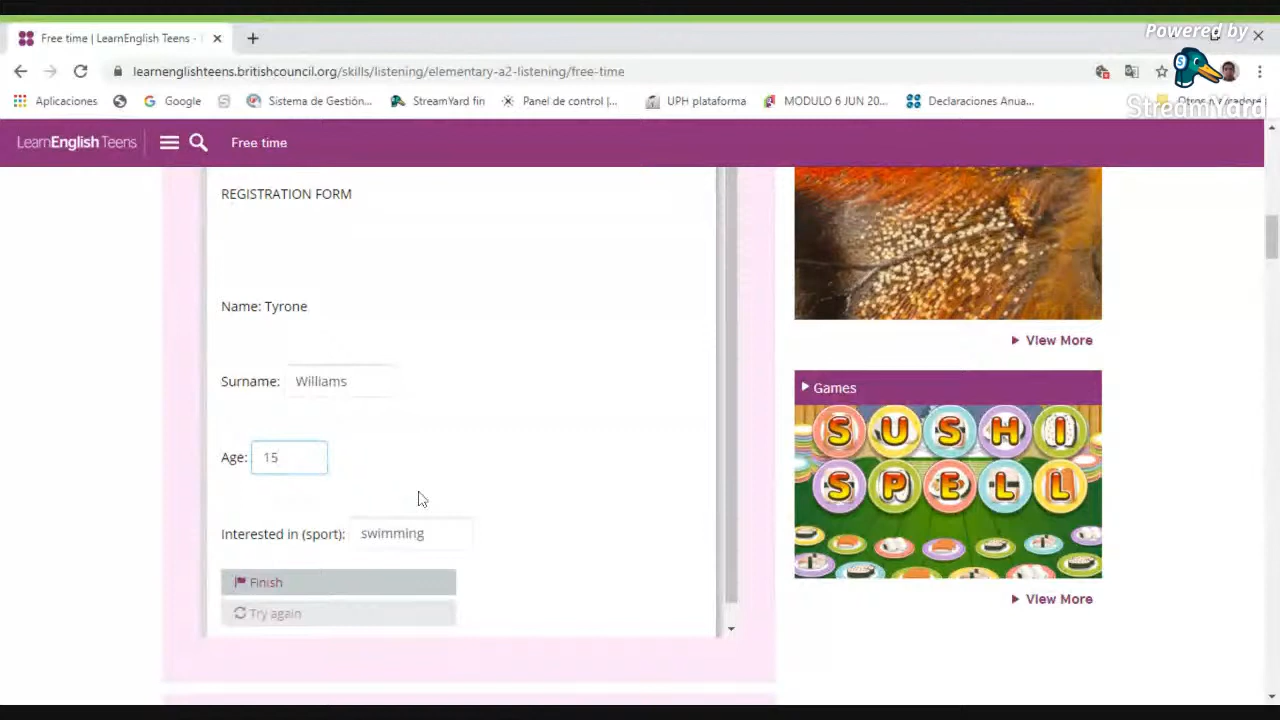 Free time | LearnEnglish Teens -
Powered by
learnenglishteens.britishcouncil.org/skills/listening/elementary-a2-listening/free-time
Aplicaciones
Google
Sistema de Gestión...
StreamYard fin
Panel de control |...
UPH plataforma
MODULO 6 JUN 20...
Declaraciones Anua...
StreamYard
LearnEnglish Teens
Free time
REGISTRATION FORM
Name: Tyrone
Surname: Williams
Age: 15
Interested in (sport): swimming
Finish
Try again
View More
Games
SUSHI
SPELL
View More